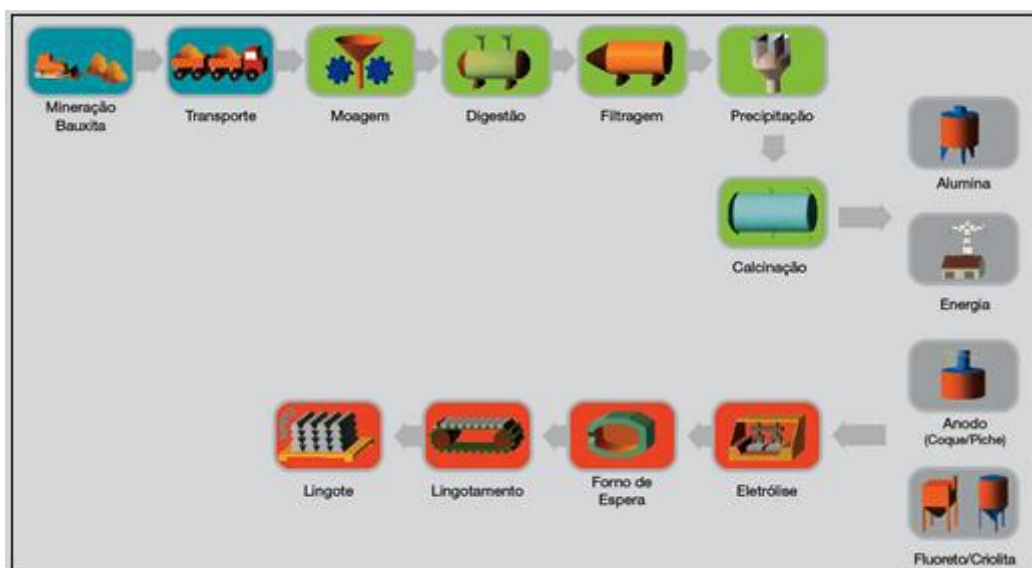 Mineração
Bauxita
Transporte
Moagem
Digestão
Filtragem
Precipitação
Alumina
Calcinação
Energia
Anodo
(Coque/Piche)
Lingote
Lingotamento
Forno de
Espera
Eletrólise
Fluoreto/Criolita